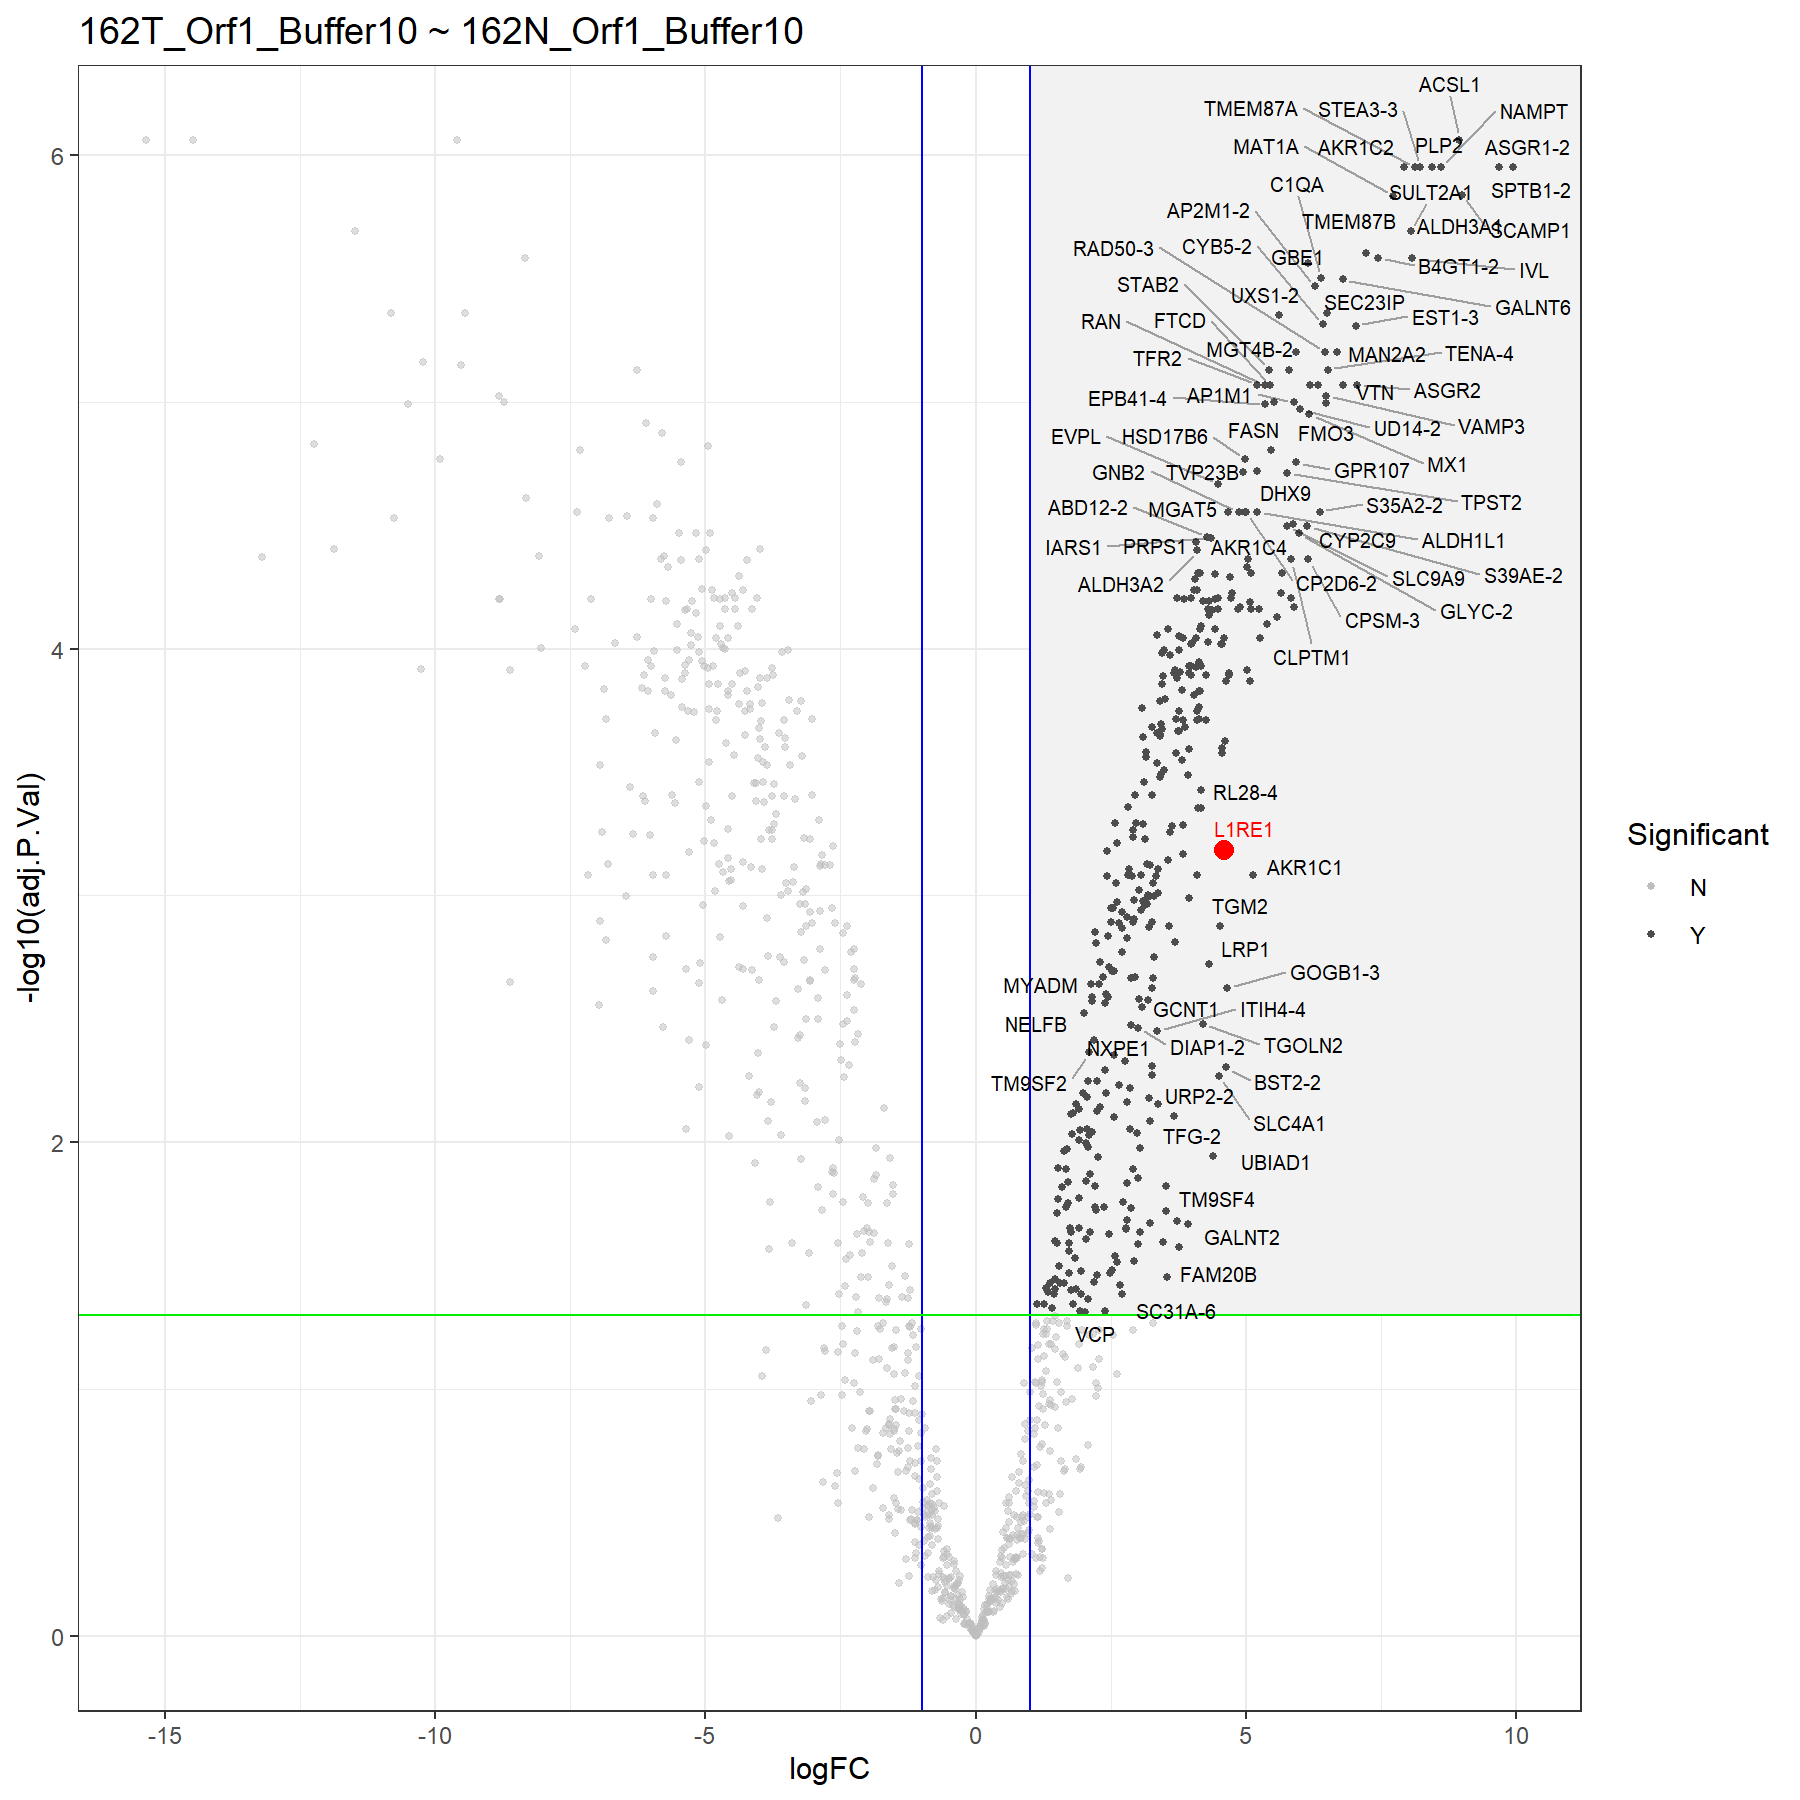 162T_Orf1_Buffer10 ~ 162N_Orf1_Buffer10
ACSL1
TMEM87A STEA3-3 NAMPT
MAT1A AKR1C2 PLP2 ASGR1-2
C1QA SULT2A1 SPTB1-2
AP2M1-2 TMEM87B ALDH3A1 SCAMP1
RAD50-3 CYB5-2 GBE1 B4GT1-2 IVL
STAB2 UXS1-2 SEC23IP GALNT6
RAN FTCD EST1-3
TFR2 MGT4B-2 MAN2A2 TENA-4
EPB41-4 AP1M1 VTN ASGR2
EVPL HSD17B6 FASN FMO3 UD14-2 VAMP3
GNB2 TVP23B GPR107 MX1
ABD12-2 MGAT5 DHX9 S35A2-2 TPST2
IARS1 PRPS1 AKR1C4 CYP2C9 ALDH1L1
ALDH3A2 CP2D6-2 SLC9A9 S39AE-2
CPSM-3 GLYC-2
CLPTM1
RL28-4
L1RE1
AKR1C1
TGM2
LRP1
MYADM GOGB1-3
NELFB GCNT1 ITIH4-4
NXPE1 DIAP1-2 TGOLN2
TM9SF2 BST2-2
URP2-2
SLC4A1
TFG-2
UBIAD1
TM9SF4
GALNT2
FAM20B
SC31A-6
VCP
6
4
2
0
-log10(adj.P.Val)
-15 -10 -5 0 5 10
logFC
Significant
N
Y